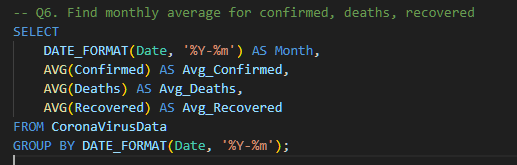 -- Q6. Find monthly average for confirmed, deaths, recovered
SELECT
    DATE_FORMAT(Date, '%Y-%m') AS Month,
    AVG(Confirmed) AS Avg_Confirmed,
    AVG(Deaths) AS Avg_Deaths,
    AVG(Recovered) AS Avg_Recovered
FROM CoronaVirusData
GROUP BY DATE_FORMAT(Date, '%Y-%m');